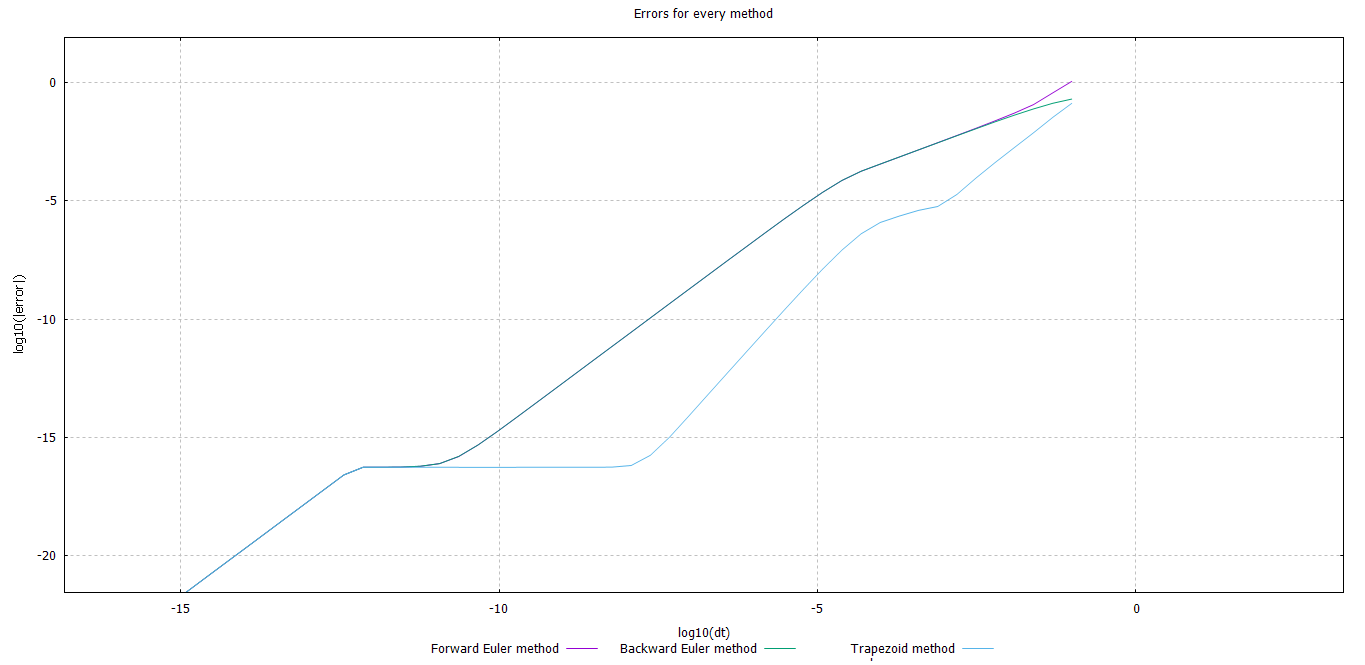 Errors for every method
0
-5
-10
-15
-20
log10(|error|)
-15 -10 -5 0
log10(dt)
Forward Euler method Backward Euler method Trapezoid method